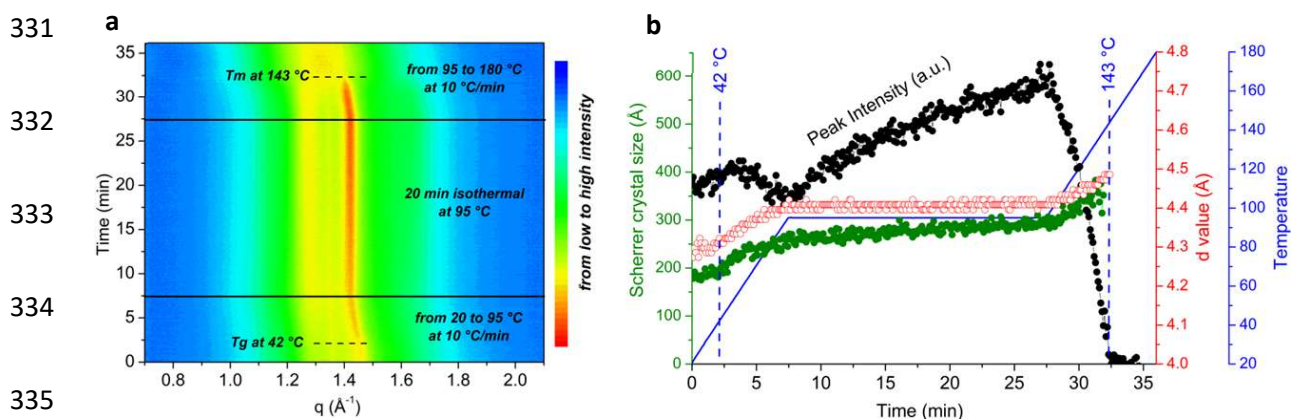 331
332
333
334
335
a
35
30
25
20
15
10
5
0
Time (min)
0.8 1.0 1.2 1.4 1.6 1.8 2.0
q (Å⁻¹)
Tm at 143 °C
from 95 to 180 °C
at 10 °C/min
20 min isothermal
at 95 °C
from 20 to 95 °C
at 10 °C/min
Tg at 42 °C
from low to high intensity
b
600
500
400
300
200
100
0
Scherrer crystal size (Å)
42 °C
Peak Intensity (a.u.)
143 °C
0 5 10 15 20 25 30 35
Time (min)
4.8
4.7
4.6
4.5
4.4
4.3
4.2
4.1
4.0
d value (Å)
180
160
140
120
100
80
60
40
20
Temperature